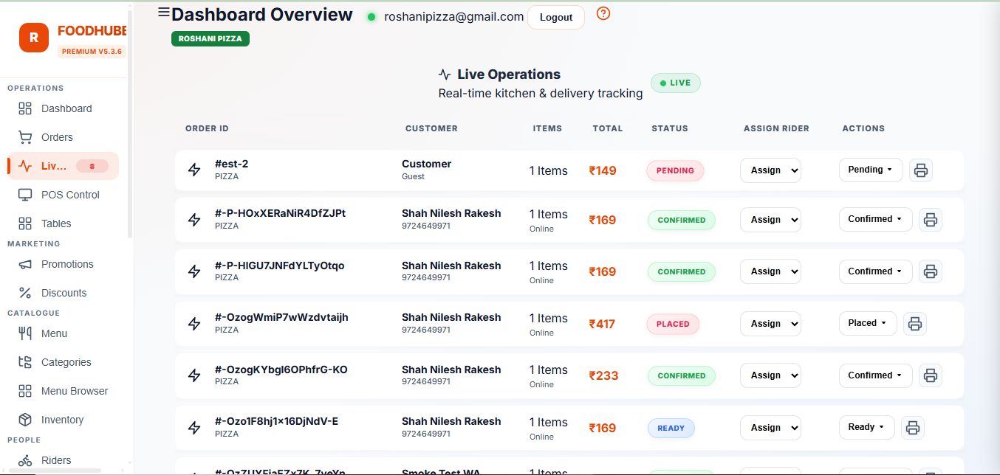 R
FOODHUB
PREMIUM V5.3.6
Dashboard Overview
roshanipizza@gmail.com
Logout
?
ROSHANI PIZZA
OPERATIONS
Dashboard
Orders
Liv... 8
POS Control
Tables
MARKETING
Promotions
Discounts
CATALOGUE
Menu
Categories
Menu Browser
Inventory
PEOPLE
Riders
Live Operations
Real-time kitchen & delivery tracking
LIVE
ORDER ID CUSTOMER ITEMS TOTAL STATUS ASSIGN RIDER ACTIONS
#est-2 Customer 1 Items ₹149 PENDING Assign Pending
PIZZA Guest
#-P-HOxXERaNiR4DfZJPt Shah Nilesh Rakesh 1 Items ₹169 CONFIRMED Assign Confirmed
PIZZA 9724649971 Online
#-P-HIGU7JNFdYLTyOtqo Shah Nilesh Rakesh 1 Items ₹169 CONFIRMED Assign Confirmed
PIZZA 9724649971 Online
#-OzogWmiP7wWzdvtaijh Shah Nilesh Rakesh 1 Items ₹417 PLACED Assign Placed
PIZZA 9724649971 Online
#-OzogKYbgI6OPhfrG-KO Shah Nilesh Rakesh 1 Items ₹233 CONFIRMED Assign Confirmed
PIZZA 9724649971 Online
#-Ozo1F8hj1×16DjNdV-E Shah Nilesh Rakesh 1 Items ₹169 READY Assign Ready
PIZZA 9724649971 Online
Smoke Test WA 1 Items